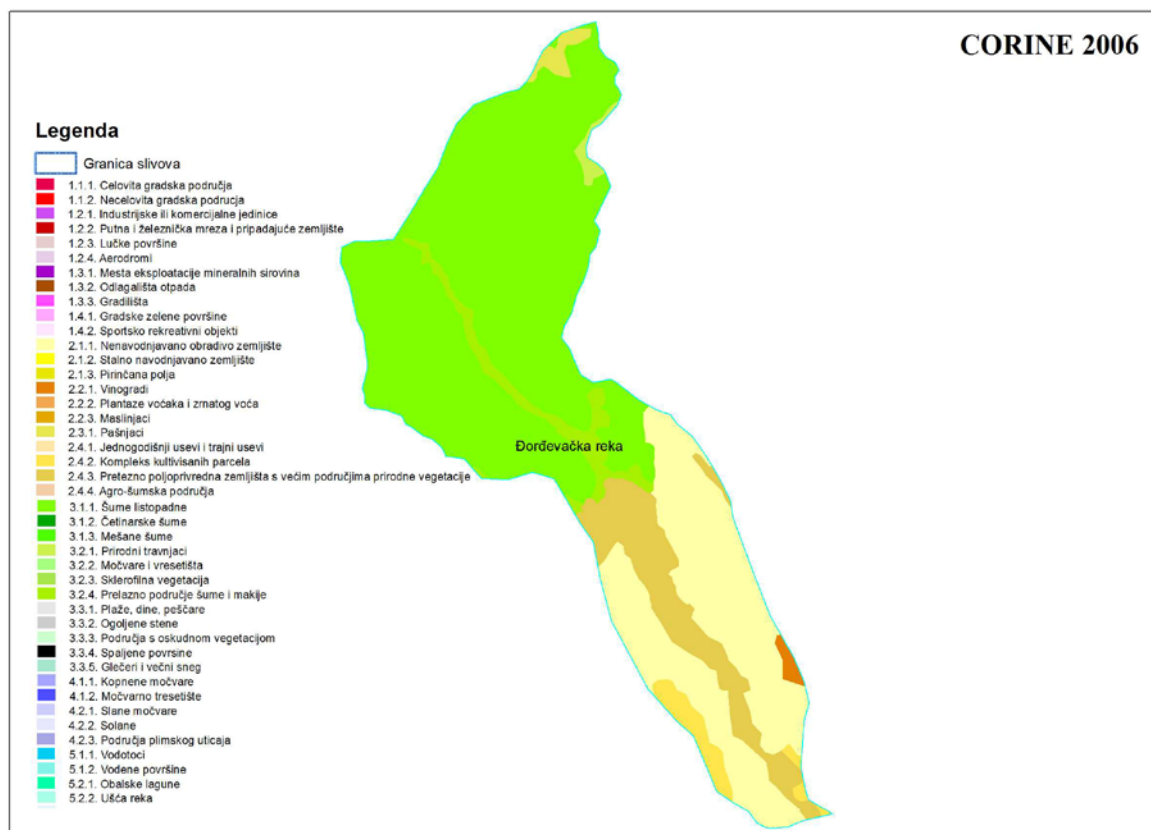 CORINE 2006
Legenda
Granica slivova
1.1.1. Celovita gradska područja
1.1.2. Necelovita gradska podrucja
1.2.1. Industrijske ili komercijalne jedinice
1.2.2. Putna i železnička mreza i pripadajuće zemljište
1.2.3. Lučke površine
1.2.4. Aerodromi
1.3.1. Mesta eksploatacije mineralnih sirovina
1.3.2. Odlagališta otpada
1.3.3. Gradilišta
1.4.1. Gradske zelene površine
1.4.2. Sportsko rekreativni objekti
2.1.1. Nenavodnjavano obradivo zemljište
2.1.2. Stalno navodnjavano zemljište
2.1.3. Pirinčana polja
2.2.1. Vinogradi
2.2.2. Plantaze voćaka i zrnatog voća
2.2.3. Maslinjaci
2.3.1. Pašnjaci
2.4.1. Jednogodišnji usevi i trajni usevi
2.4.2. Kompleks kultivisanih parcela
2.4.3. Pretezno poljoprivredna zemljišta s većim područjima prirodne vegetacije
2.4.4. Agro-šumska područja
3.1.1. Šume listopadne
3.1.2. Četinarske šume
3.1.3. Mešane šume
3.2.1. Prirodni travnjaci
3.2.2. Močvare i vresetišta
3.2.3. Sklerofilna vegetacija
3.2.4. Prelazno područje šume i makije
3.3.1. Plaže, dine, peščare
3.3.2. Ogoljene stene
3.3.3. Područja s oskudnom vegetacijom
3.3.4. Spaljene povrsine
3.3.5. Glečeri i večni sneg
4.1.1. Kopnene močvare
4.1.2. Močvarno tresetište
4.2.1. Slane močvare
4.2.2. Solane
4.2.3. Područja plimskog uticaja
5.1.1. Vodotoci
5.1.2. Vodene površine
5.2.1. Obalske lagune
5.2.2. Ušća reka
Đorđevačka reka